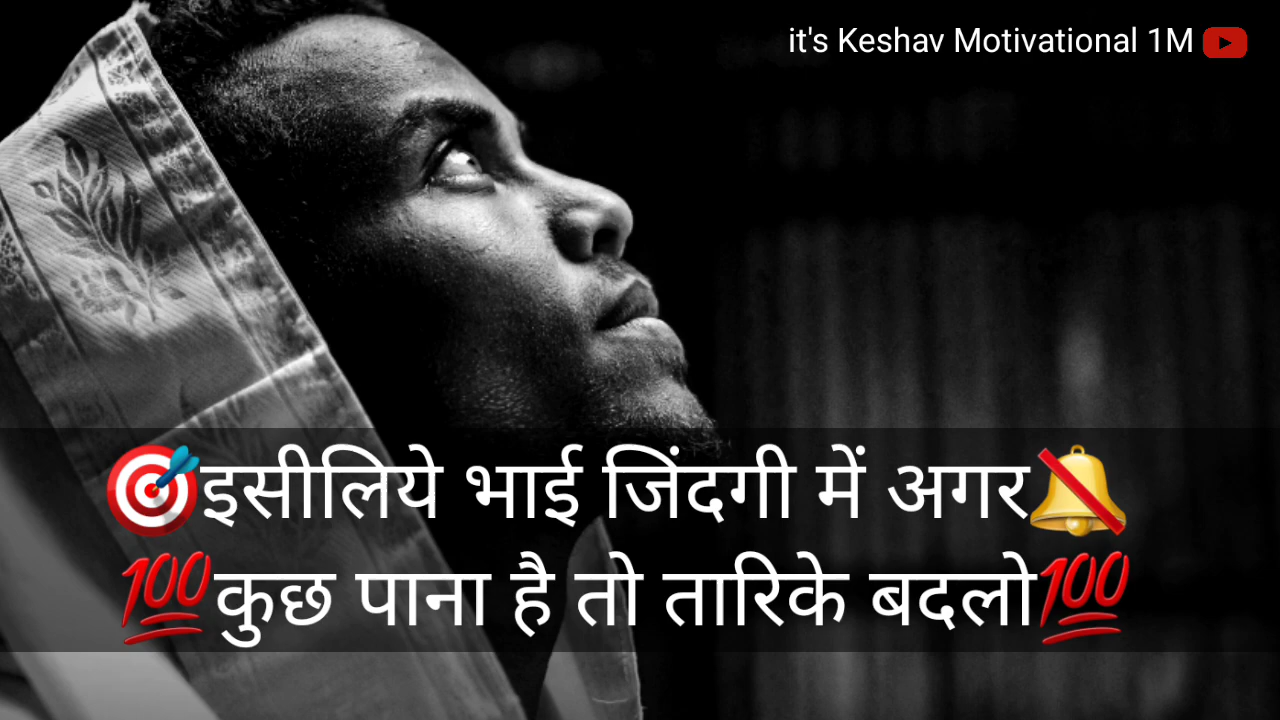 it's Keshav Motivational 1M
🎯इसीलिये भाई जिंदगी में अगर🔕
💯कुछ पाना है तो तारिके बदलो💯